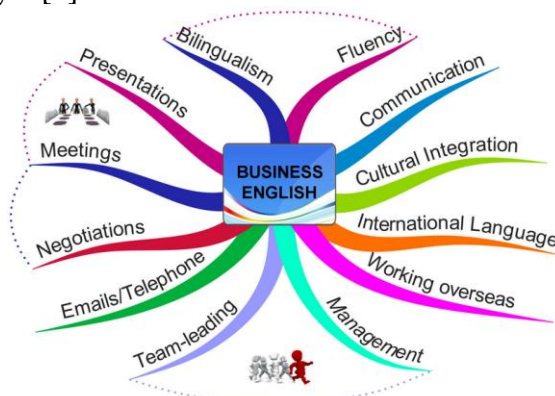 Bilingualism
Fluency
Presentations
Communication
Meetings
BUSINESS
ENGLISH
Cultural Integration
Negotiations
International Language
Emails/Telephone
Working overseas
Team-leading
Management